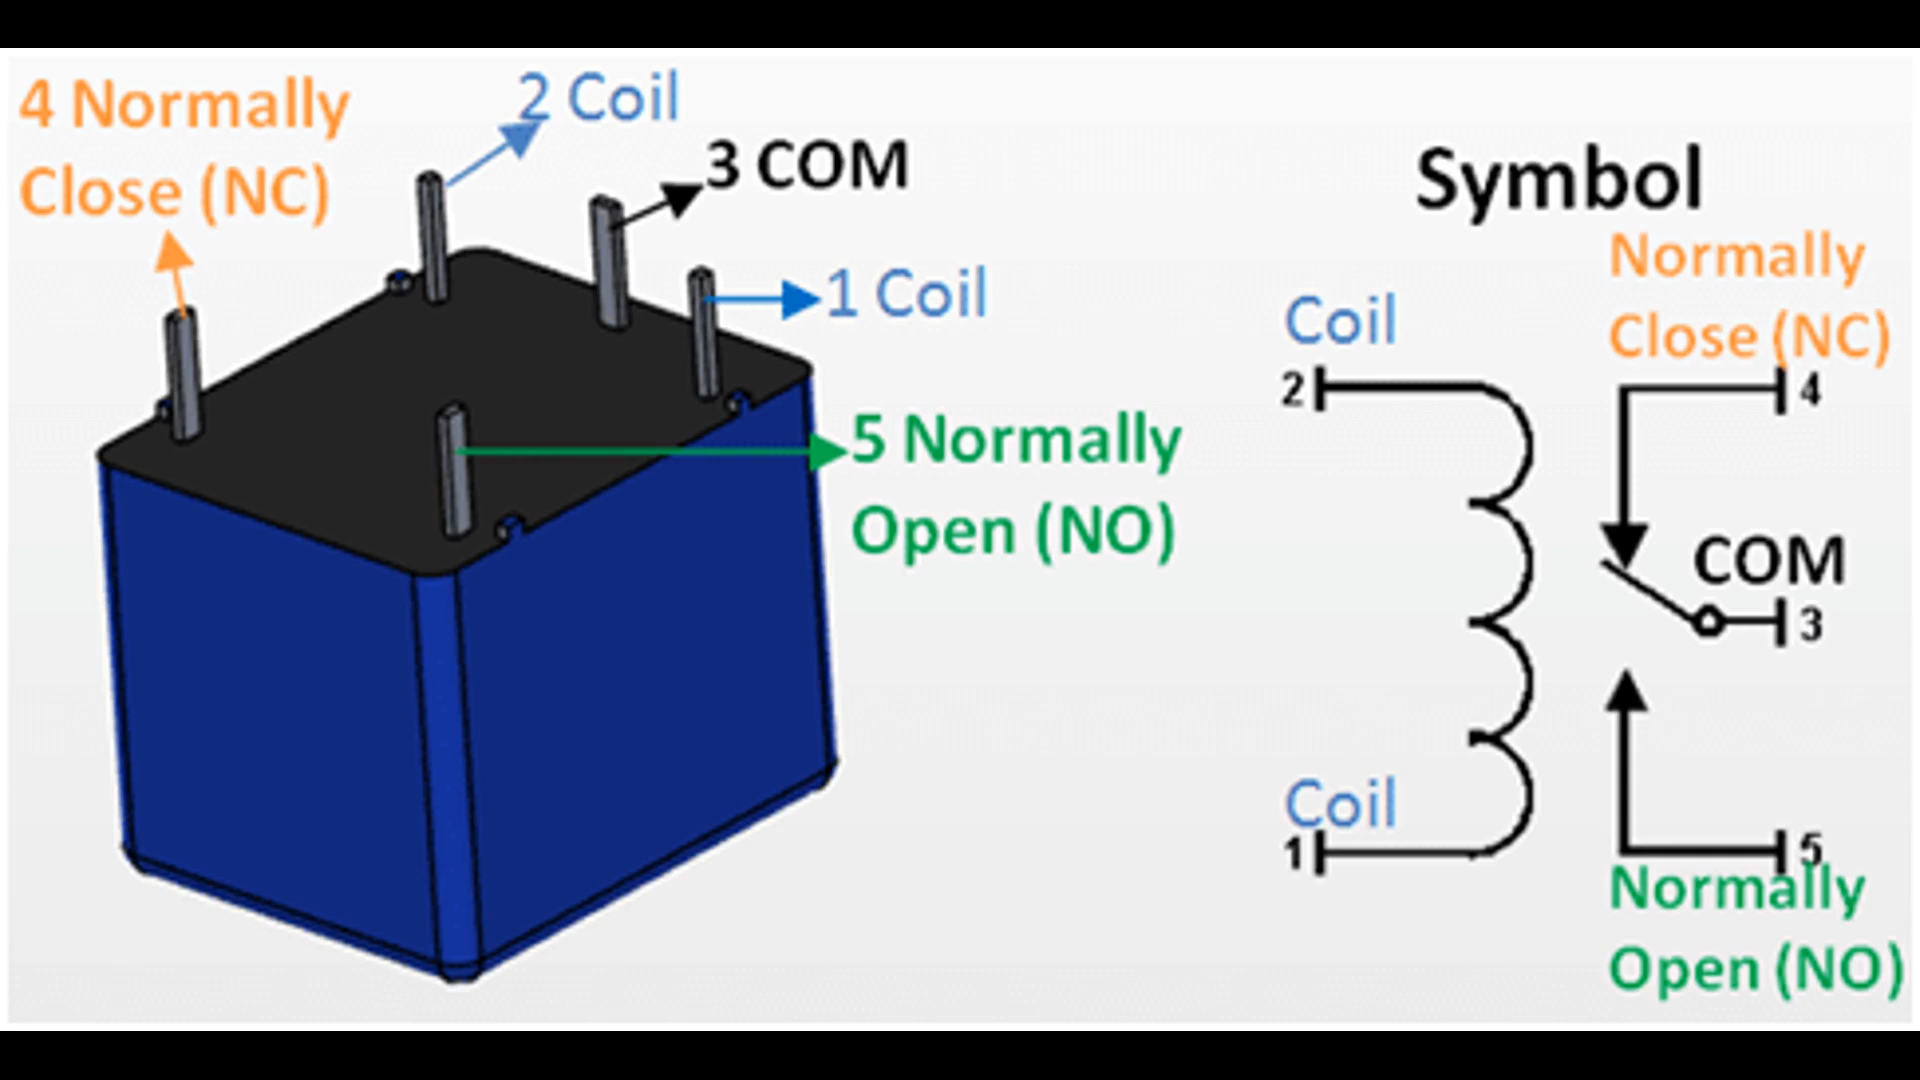 4 Normally
Close (NC)
2 Coil
3 COM
1 Coil
5 Normally
Open (NO)
Symbol
Normally
Close (NC)
Coil
2
4
COM
3
Coil
1
5
Normally
Open (NO)